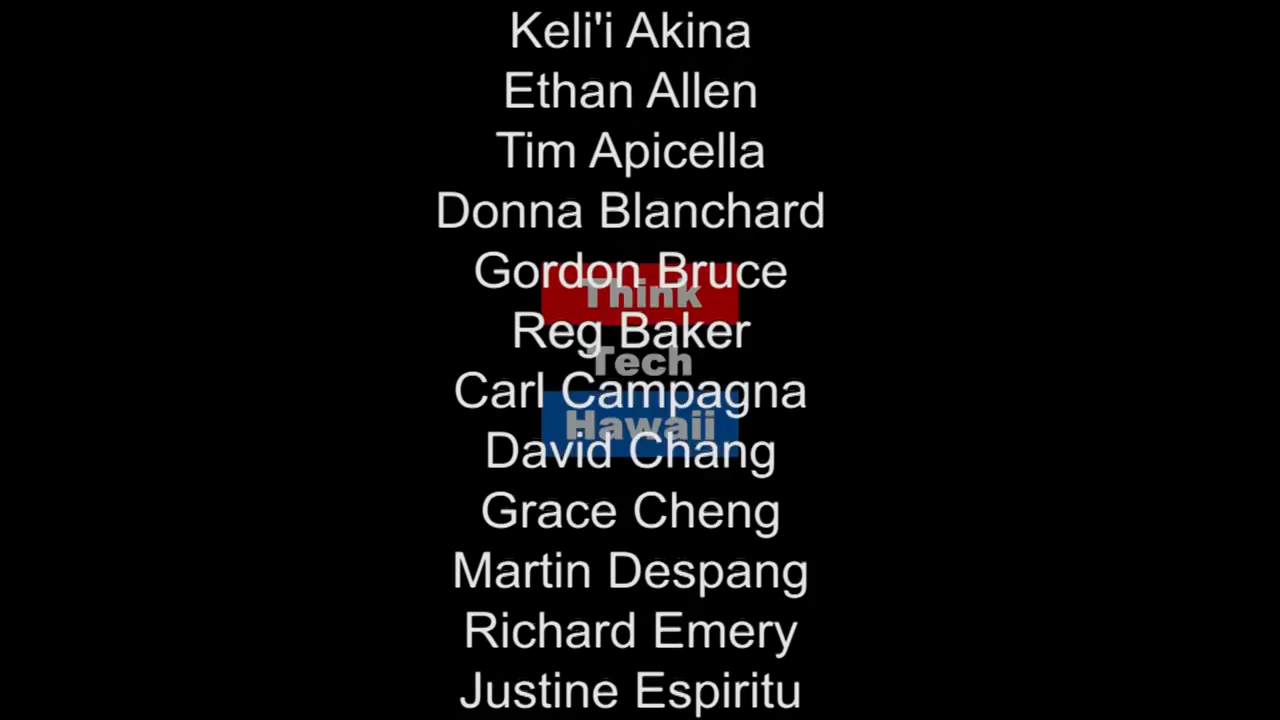 Keli'i Akina
Ethan Allen
Tim Apicella
Donna Blanchard
Gordon Bruce
Think
Reg Baker
Tech
Carl Campagna
Hawaii
David Chang
Grace Cheng
Martin Despang
Richard Emery
Justine Espiritu